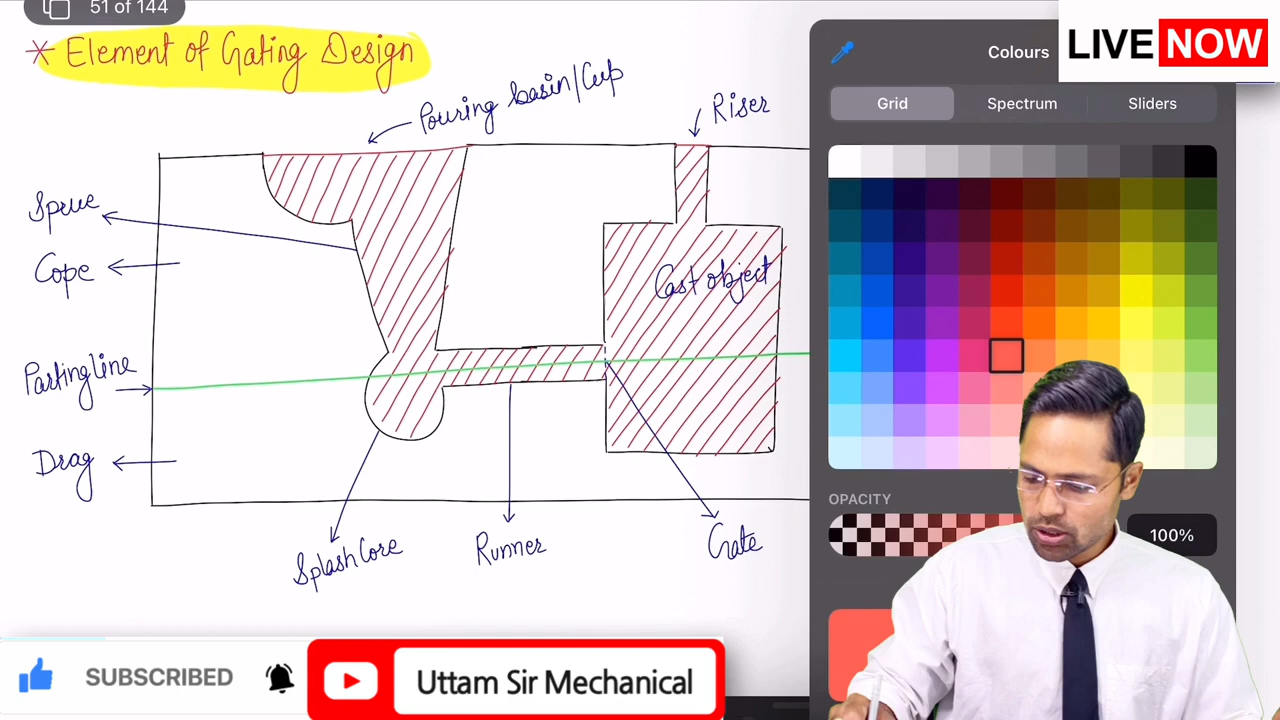 51 of 144
LIVE NOW
* Element of Gating Design
Colours
Pouring basin/Cup
Riser
Grid Spectrum Sliders
Sprue
Cope
Cast object
Parting line
Drag
OPACITY
100%
Splash Core
Runner
Gate
SUBSCRIBED
Uttam Sir Mechanical